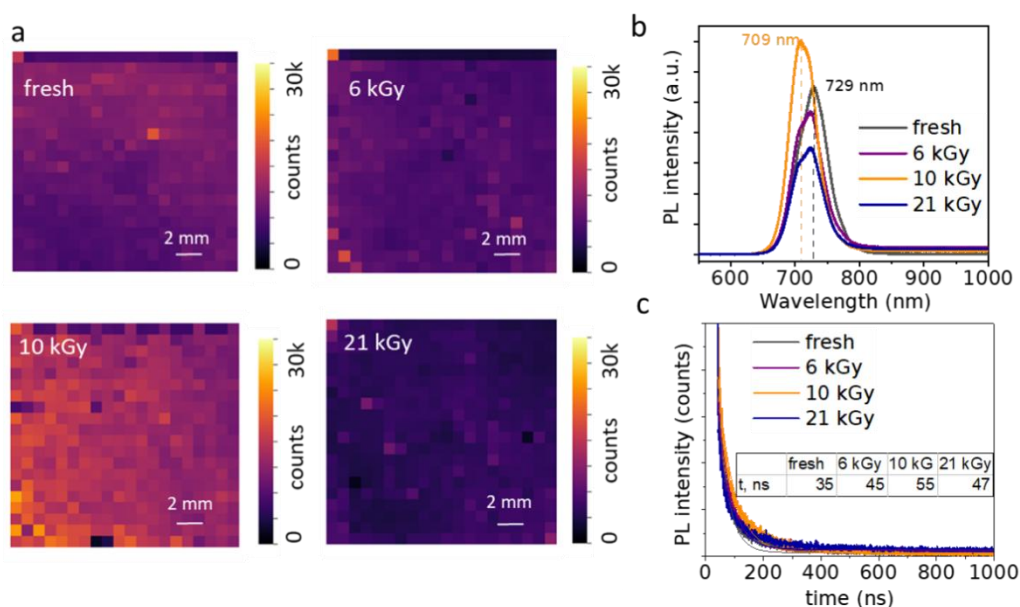 a
fresh
30k
counts
0
2 mm
6 kGy
30k
counts
0
2 mm
10 kGy
30k
counts
0
2 mm
21 kGy
30k
counts
0
2 mm
b
709 nm
729 nm
PL intensity (a.u.)
fresh
6 kGy
10 kGy
21 kGy
600 700 800 900 1000
Wavelength (nm)
c
PL intensity (counts)
fresh
6 kGy
10 kGy
21 kGy
fresh 6 kGy 10 kG 21 kGy
t, ns 35 45 55 47
0 200 400 600 800 1000
time (ns)